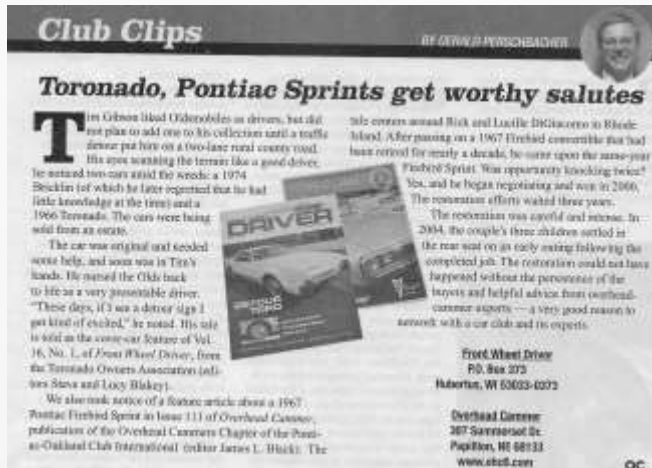 Club Clips
BY GERALD PERSCHBACHER
Toronado, Pontiac Sprints get worthy salutes
Tim Gibson liked Oldsmobiles as drivers, but did
not plan to add one to his collection until a traffic
detour put him on a two-lane rural county road.
His eyes scanning the terrain like a good driver,
he noticed two cars amid the weeds: a 1974
Bricklin (of which he later regretted that he had
little knowledge at the time) and a
1966 Toronado. The cars were being
sold from an estate.
The car was original and needed
some help, and soon was in Tim's
hands. He nursed the Olds back
to life as a very presentable driver.
"These days, if I see a detour sign I
get kind of excited," he noted. His tale
is told as the cover-car feature of Vol.
16, No. 1, of Front Wheel Driver, from
the Toronado Owners Association (edi-
tors Steve and Lucy Blakey).
We also took notice of a feature article about a 1967
Pontiac Firebird Sprint in Issue 111 of Overhead Cammer,
publication of the Overhead Cammers Chapter of the Ponti-
ac-Oakland Club International (editor James L. Black). The
tale centers around Rick and Lucille DiGiacomo in Rhode
Island. After passing on a 1967 Firebird convertible that had
been retired for nearly a decade, he came upon the same-year
Firebird Sprint. Was opportunity knocking twice?
Yes, and he began negotiating and won in 2000.
The restoration efforts waited three years.
The restoration was careful and intense. In
2004, the couple's three children settled in
the rear seat on an early outing following the
completed job. The restoration could not have
happened without the persistence of the
buyers and helpful advice from overhead-
cammer experts — a very good reason to
network with a car club and its experts.
DRIVER
DETOUR
Front Wheel Driver
P.O. Box 373
Hubertus, WI 53033-0373
Overhead Cammer
307 Summerset Dr.
Papillion, NE 68133
www.ohc6.com
OC